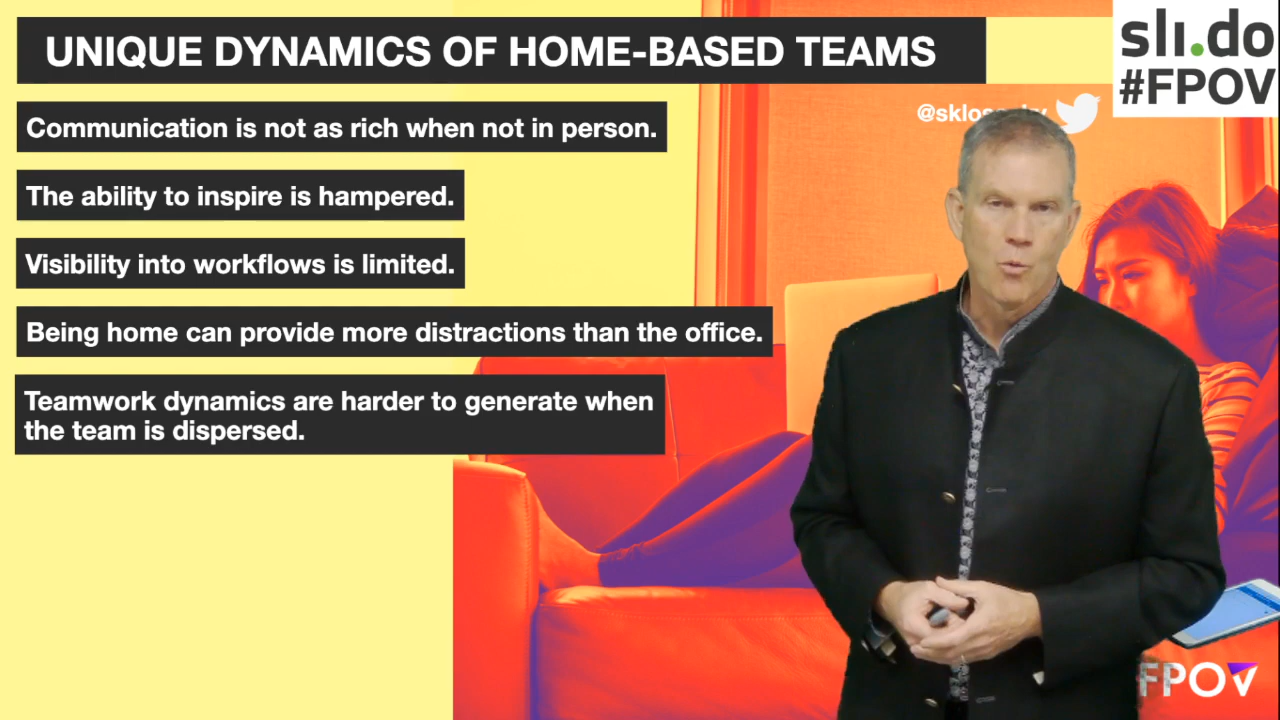 UNIQUE DYNAMICS OF HOME-BASED TEAMS
sli.do
#FPOV
Communication is not as rich when not in person.
The ability to inspire is hampered.
Visibility into workflows is limited.
Being home can provide more distractions than the office.
Teamwork dynamics are harder to generate when
the team is dispersed.
FPOV